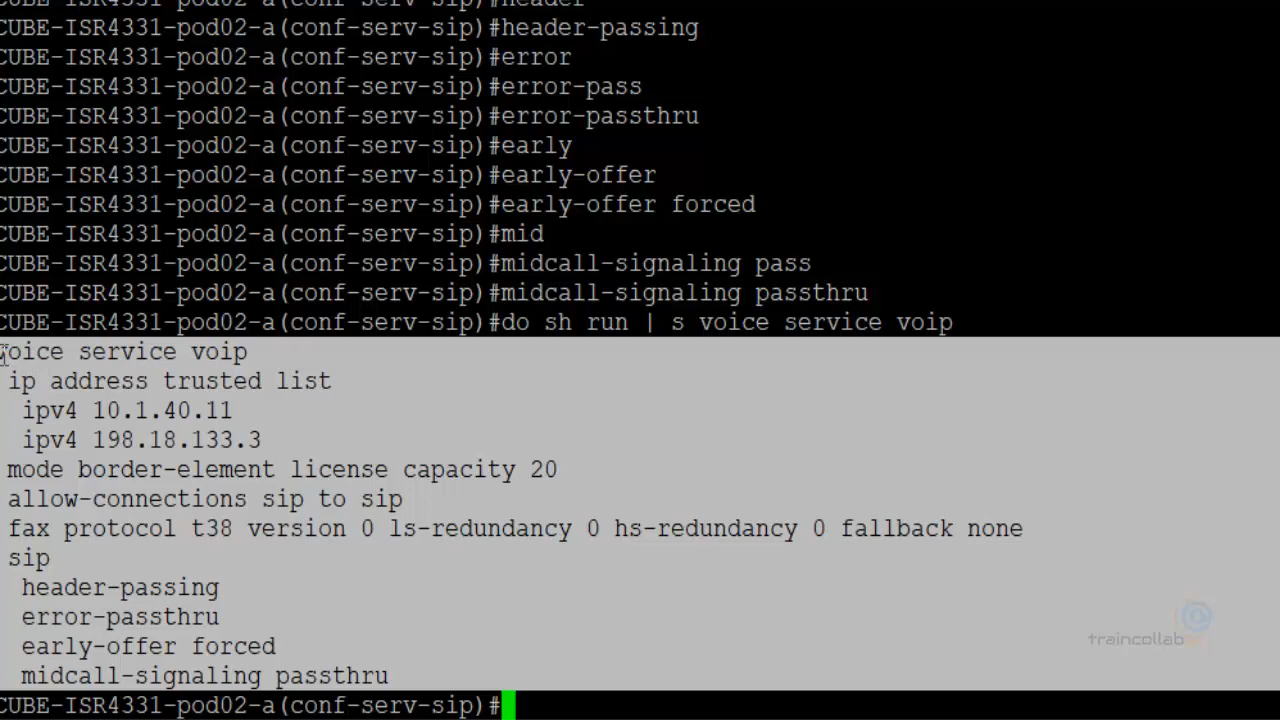 CUBE-ISR4331-pod02-a(conf-serv-sip)#header
CUBE-ISR4331-pod02-a(conf-serv-sip)#header-passing
CUBE-ISR4331-pod02-a(conf-serv-sip)#error
CUBE-ISR4331-pod02-a(conf-serv-sip)#error-pass
CUBE-ISR4331-pod02-a(conf-serv-sip)#error-passthru
CUBE-ISR4331-pod02-a(conf-serv-sip)#early
CUBE-ISR4331-pod02-a(conf-serv-sip)#early-offer
CUBE-ISR4331-pod02-a(conf-serv-sip)#early-offer forced
CUBE-ISR4331-pod02-a(conf-serv-sip)#mid
CUBE-ISR4331-pod02-a(conf-serv-sip)#midcall-signaling pass
CUBE-ISR4331-pod02-a(conf-serv-sip)#midcall-signaling passthru
CUBE-ISR4331-pod02-a(conf-serv-sip)#do sh run | s voice service voip
voice service voip
ip address trusted list
ipv4 10.1.40.11
ipv4 198.18.133.3
mode border-element license capacity 20
allow-connections sip to sip
fax protocol t38 version 0 ls-redundancy 0 hs-redundancy 0 fallback none
sip
header-passing
error-passthru
early-offer forced
midcall-signaling passthru
CUBE-ISR4331-pod02-a(conf-serv-sip)#